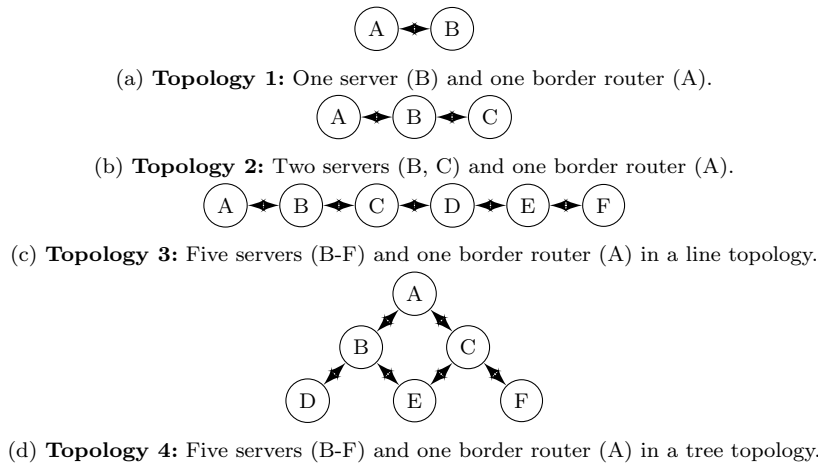 A B
(a) Topology 1: One server (B) and one border router (A).
A B C
(b) Topology 2: Two servers (B, C) and one border router (A).
A B C D E F
(c) Topology 3: Five servers (B-F) and one border router (A) in a line topology.
A
B C
D E F
(d) Topology 4: Five servers (B-F) and one border router (A) in a tree topology.